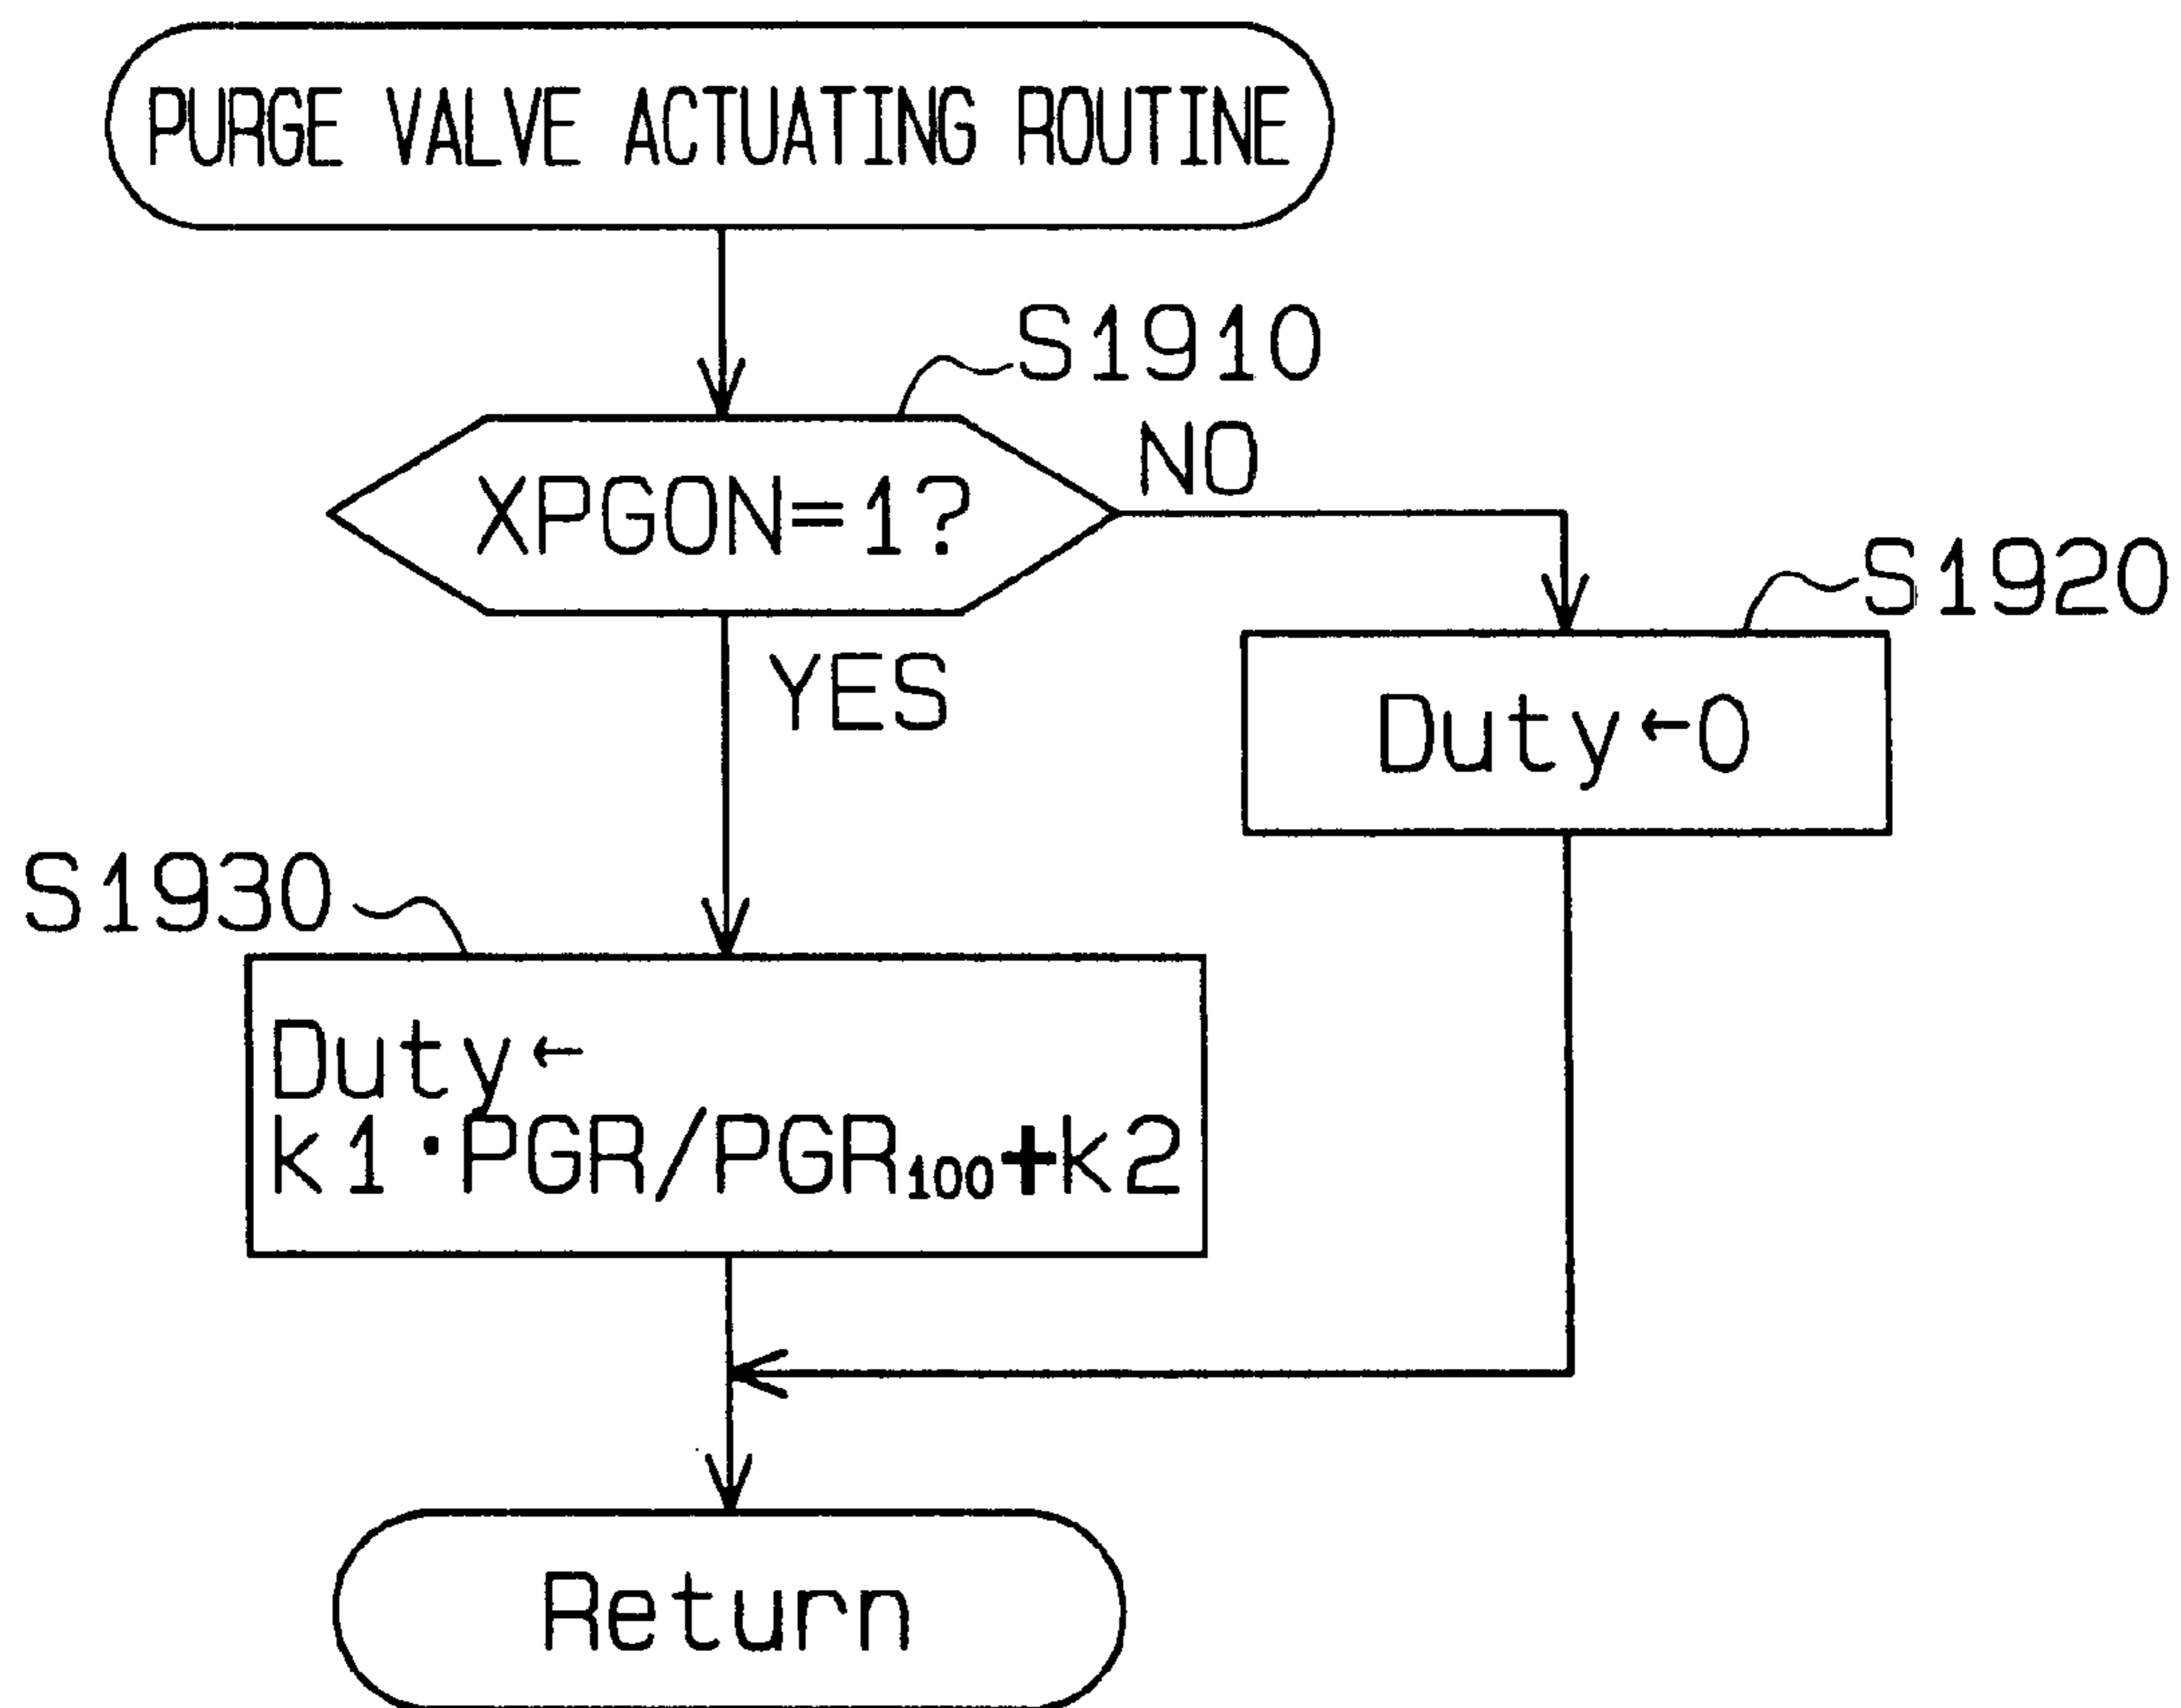 PURGE VALVE ACTUATING ROUTINE
S1910
XPGON=1?
NO
YES
S1920
Duty←0
S1930
Duty←
k1·PGR/PGR₁₀₀+k2
Return